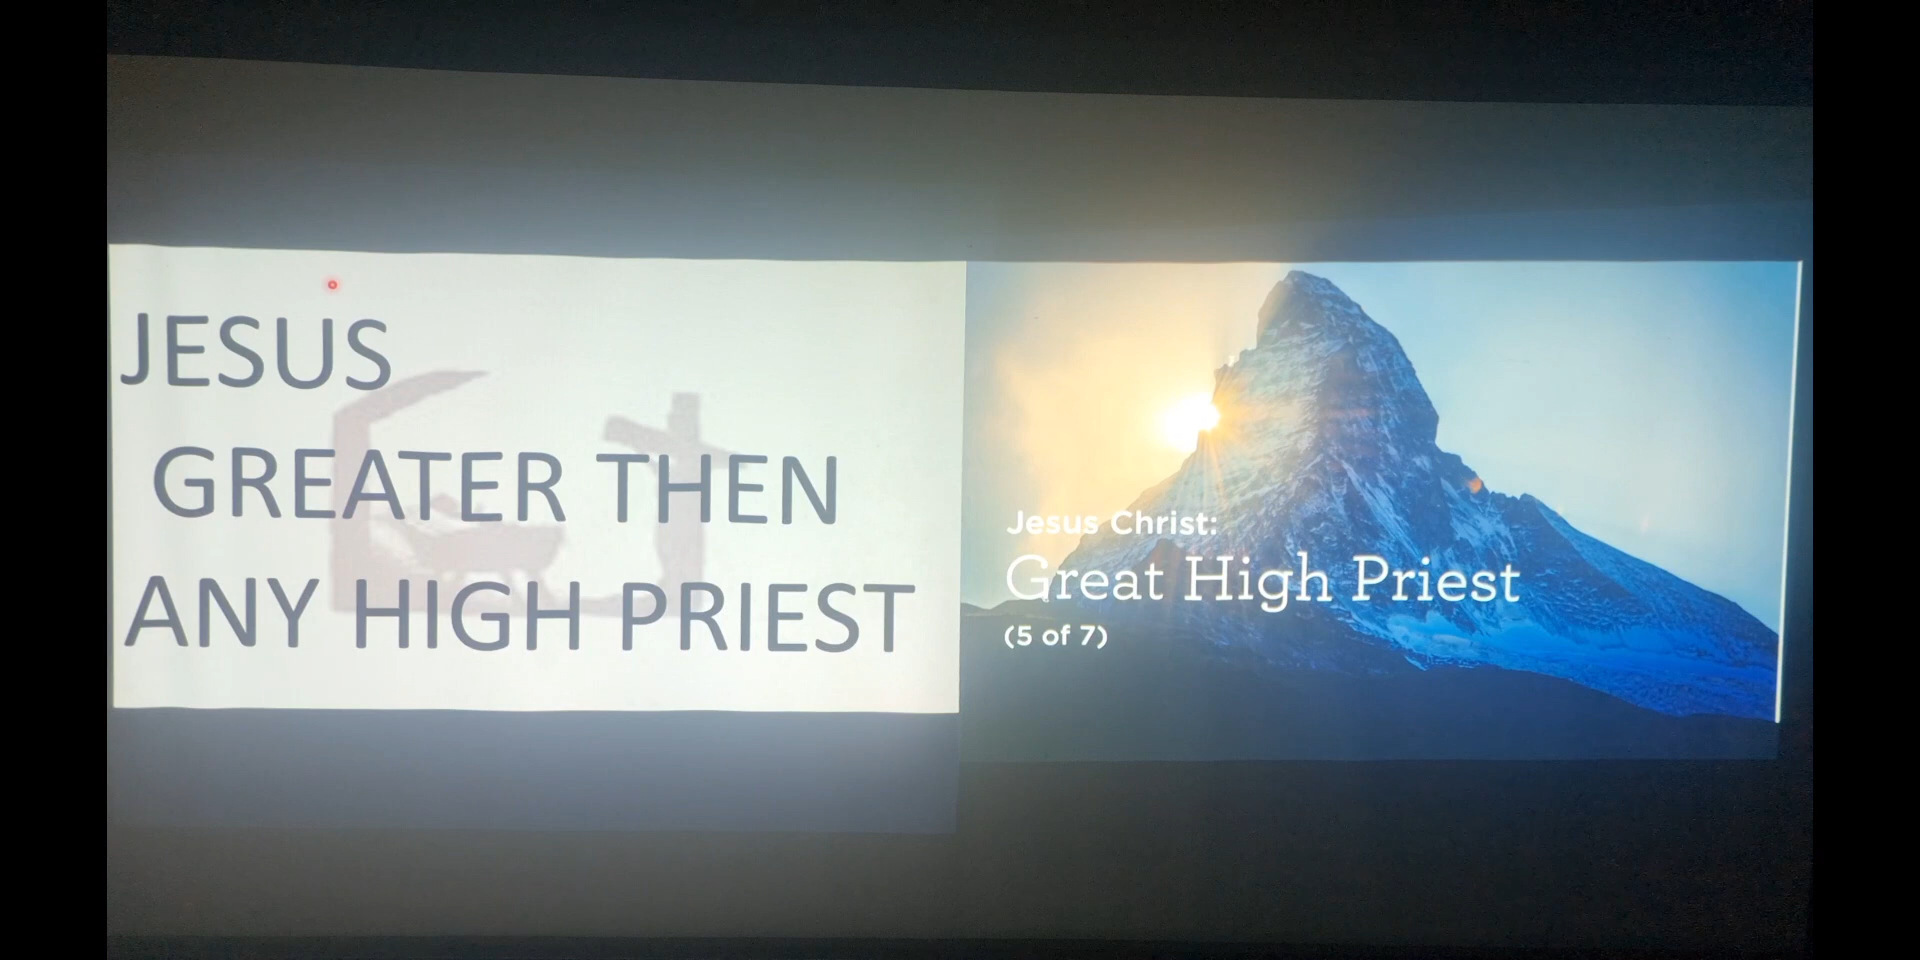 JESUS
GREATER THEN
ANY HIGH PRIEST
Jesus Christ:
Great High Priest
(5 of 7)